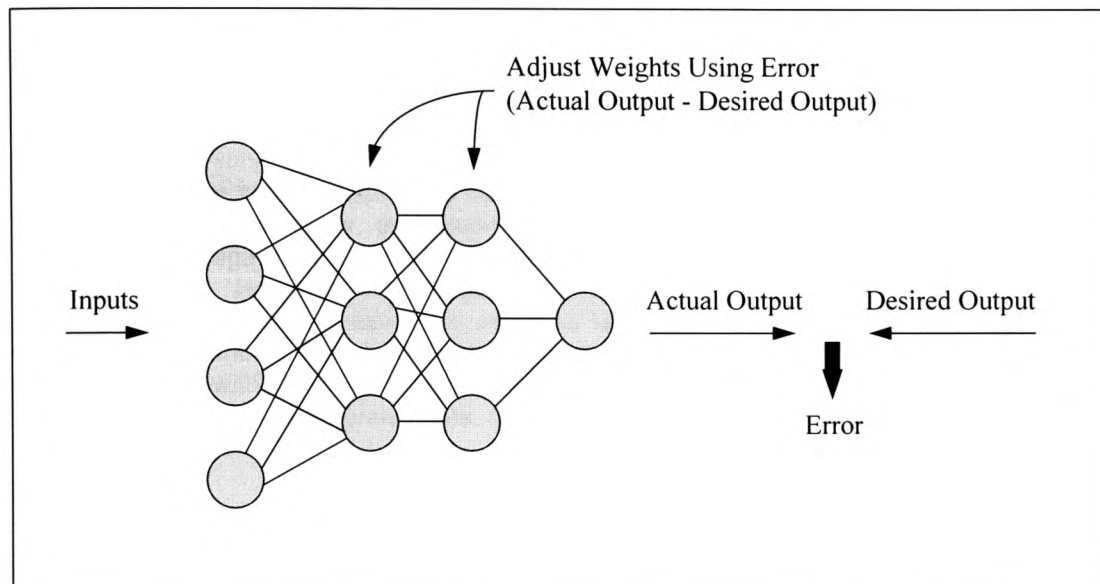 Adjust Weights Using Error
(Actual Output - Desired Output)
Inputs
Actual Output
Desired Output
Error